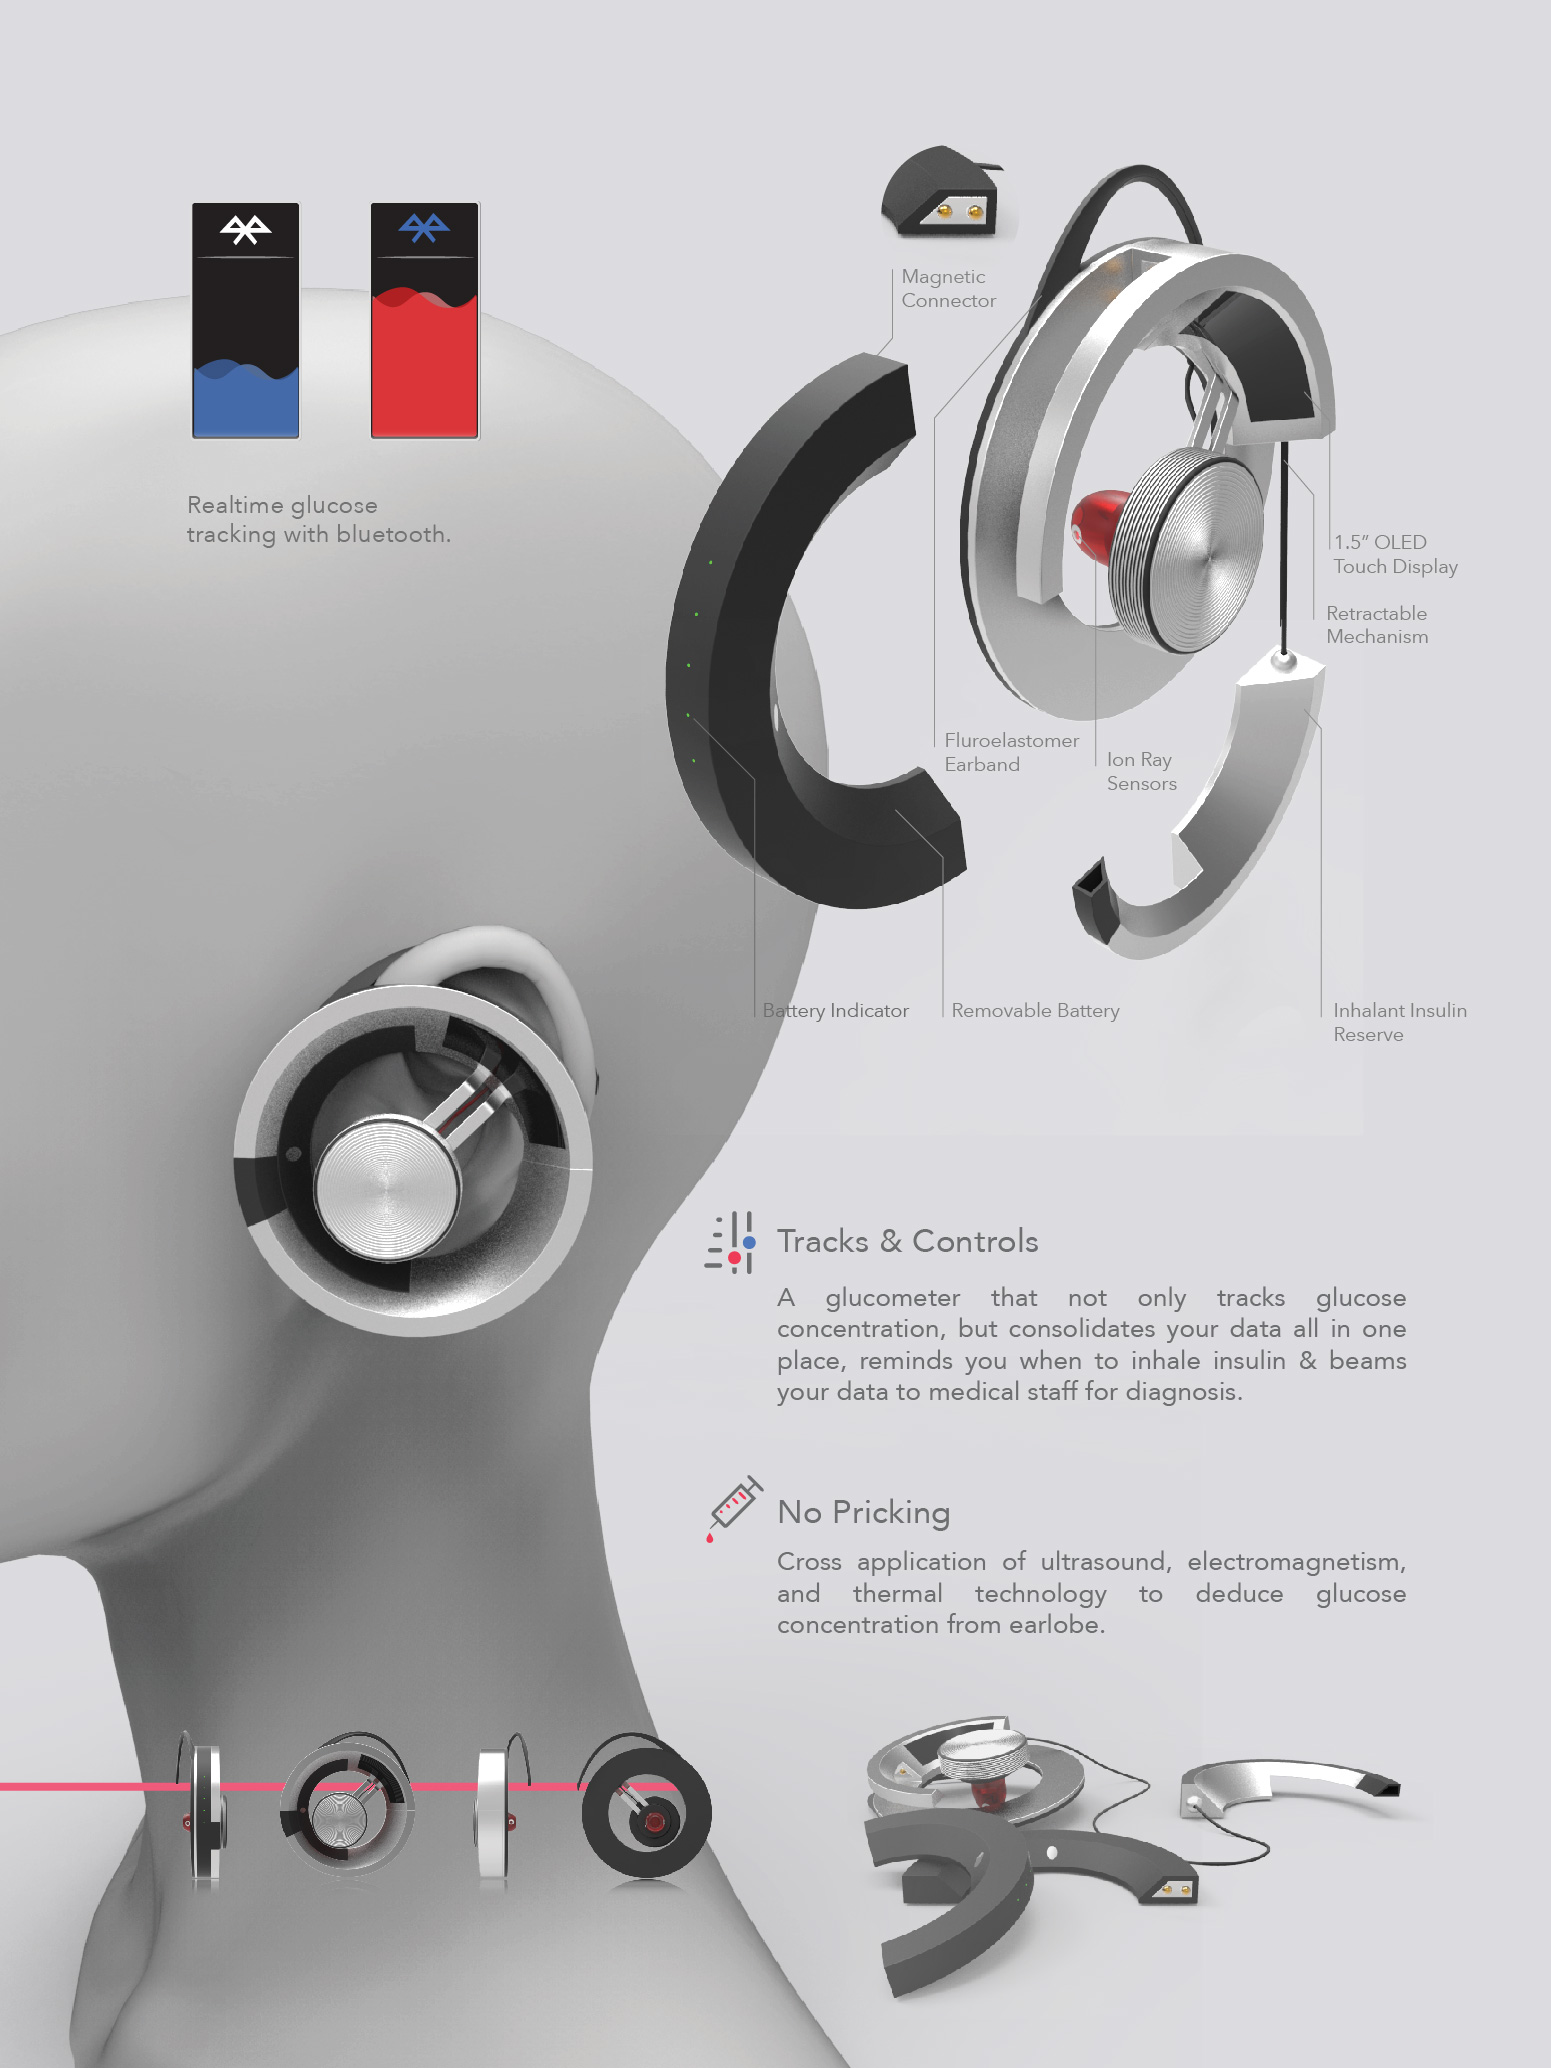 Magnetic
Connector
Realtime glucose
tracking with bluetooth.
1.5” OLED
Touch Display
Retractable
Mechanism
Fluroelastomer
Earband
Ion Ray
Sensors
Battery Indicator
Removable Battery
Inhalant Insulin
Reserve
Tracks & Controls
A glucometer that not only tracks glucose
concentration, but consolidates your data all in one
place, reminds you when to inhale insulin & beams
your data to medical staff for diagnosis.
No Pricking
Cross application of ultrasound, electromagnetism,
and thermal technology to deduce glucose
concentration from earlobe.